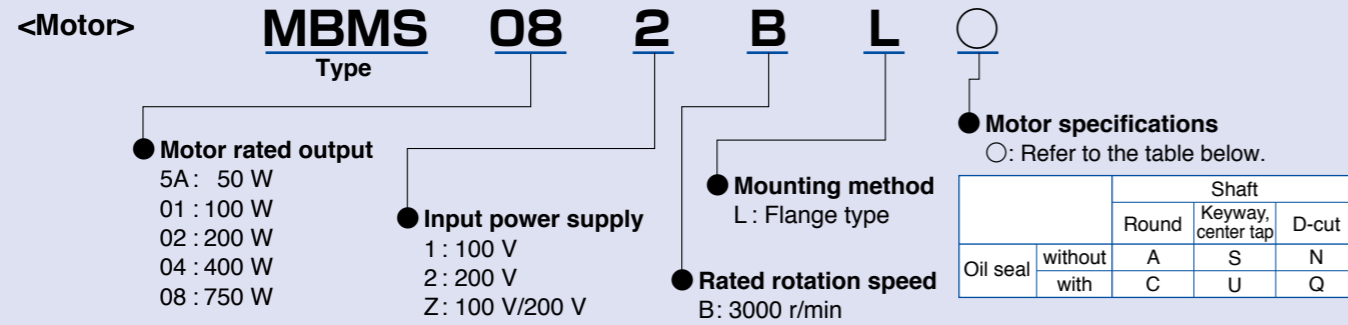 <Motor>
MBMS 08 2 B L ○
Type
● Motor rated output
5A : 50 W
01 : 100 W
02 : 200 W
04 : 400 W
08 : 750 W
● Input power supply
1 : 100 V
2 : 200 V
Z : 100 V/200 V
● Rated rotation speed
B : 3000 r/min
● Mounting method
L : Flange type
● Motor specifications
○: Refer to the table below.
Shaft
Round Keyway, center tap D-cut
Oil seal without A S N
with C U Q